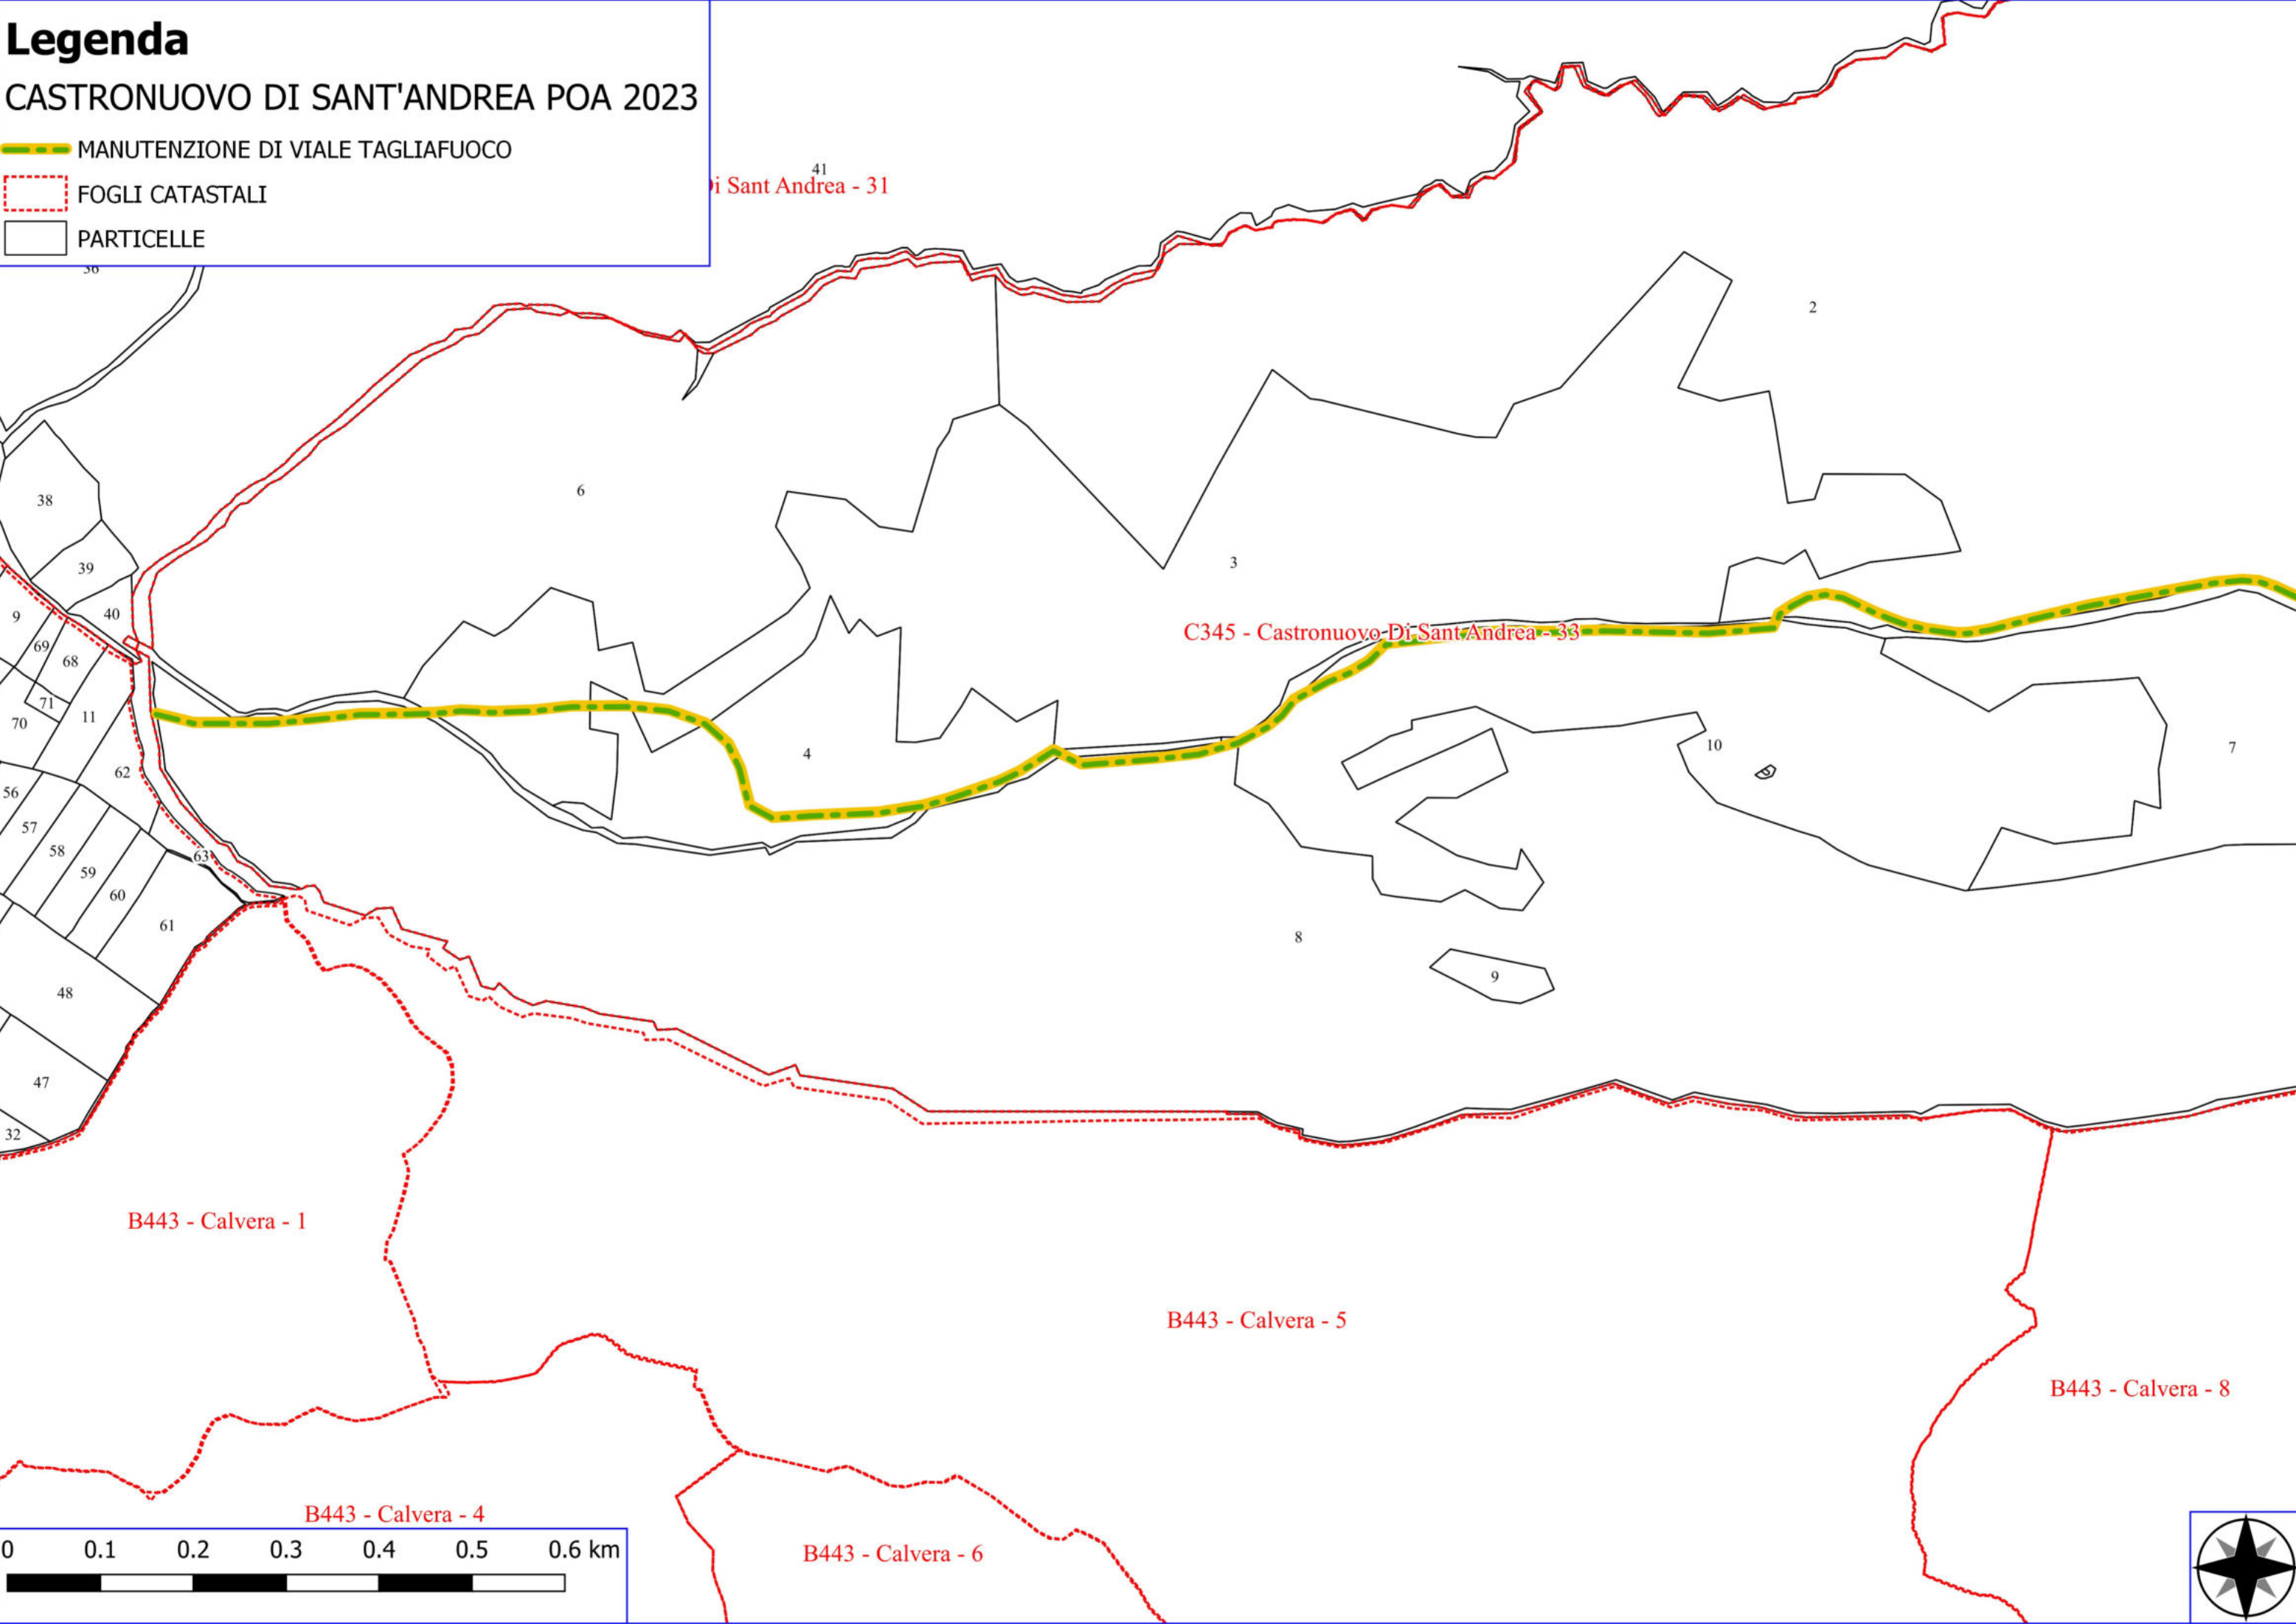 Legenda
CASTRONUOVO DI SANT'ANDREA POA 2023
MANUTENZIONE DI VIALE TAGLIAFUOCO
FOGLI CATASTALI
PARTICELLE
41
i Sant Andrea - 31
2
38
6
39
3
40
9
C345 - Castronuovo Di Sant Andrea - 33
69
68
71
11
70
4
10
7
62
56
57
58
63
59
60
61
8
9
48
47
32
B443 - Calvera - 1
B443 - Calvera - 5
B443 - Calvera - 8
B443 - Calvera - 4
B443 - Calvera - 6
0 0.1 0.2 0.3 0.4 0.5 0.6 km